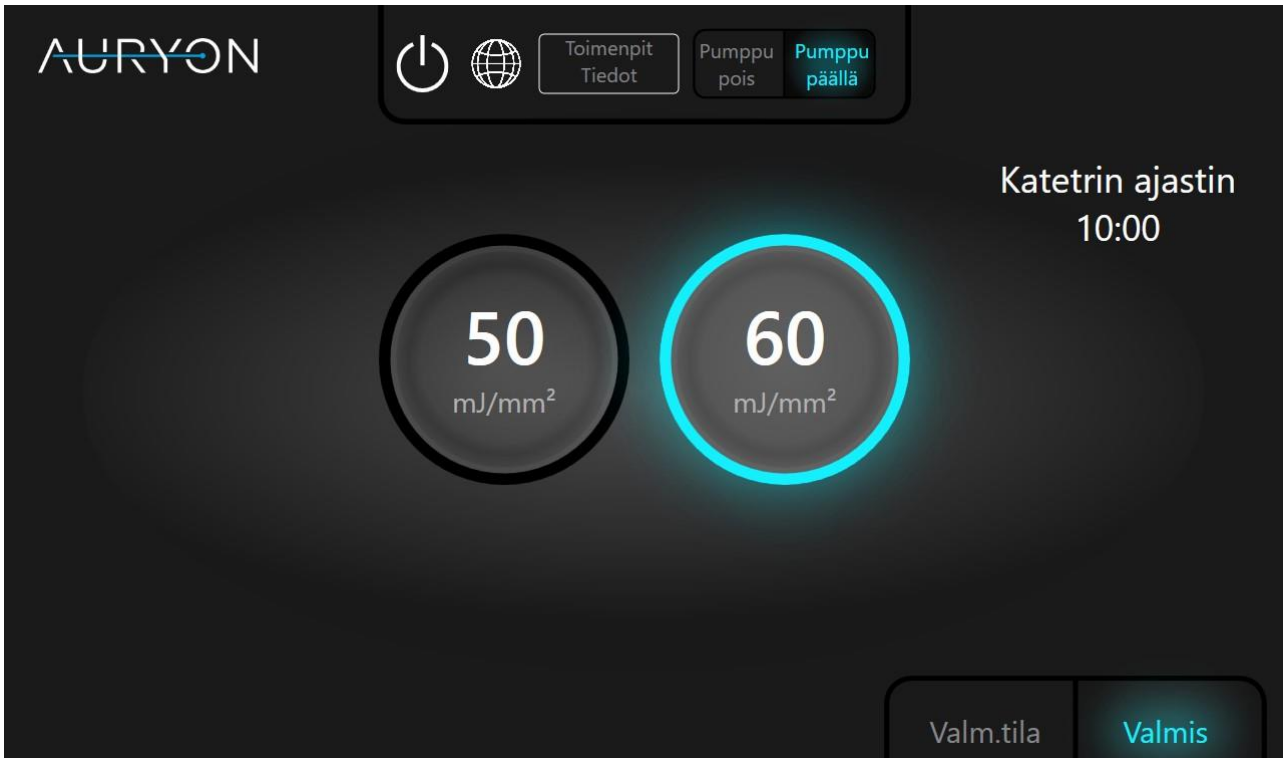 AURYON
Toimenpit
Tiedot
Pumppu
pois
Pumppu
päällä
Katetrin ajastin
10:00
50
mJ/mm²
60
mJ/mm²
Valm.tila
Valmis